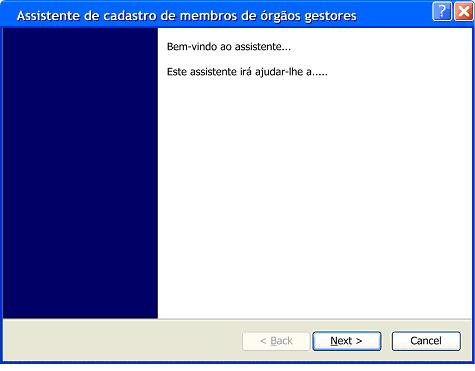 Assistente de cadastro de membros de órgãos gestores
Bem-vindo ao assistente...
Este assistente irá ajudar-lhe a.....
< Back
Next >
Cancel